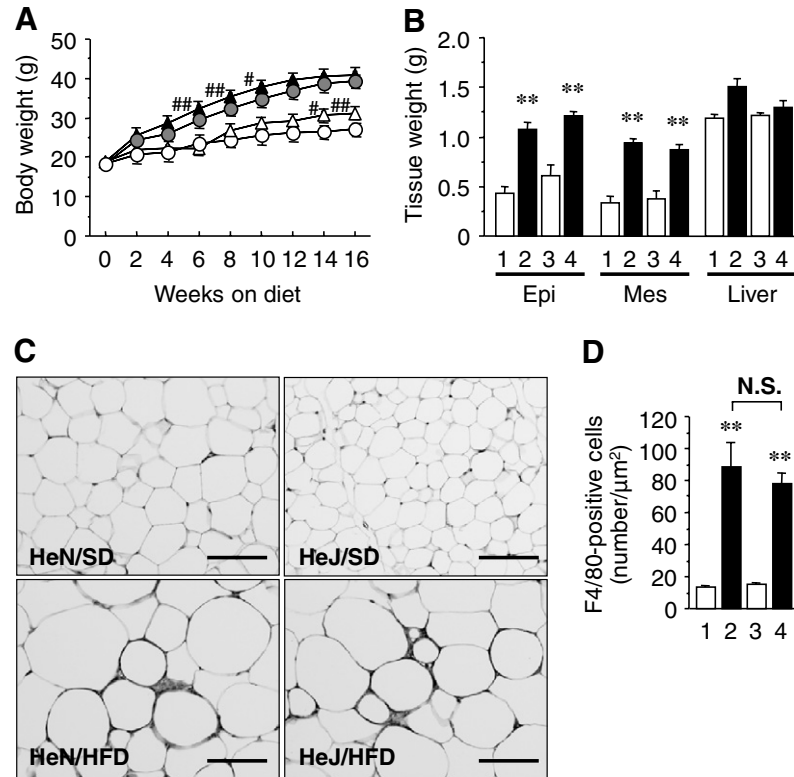 A
Body weight (g)
50
40
30
20
10
0
## ## # # ##
0 2 4 6 8 10 12 14 16
Weeks on diet
B
Tissue weight (g)
2.0
1.5
1.0
0.5
0
** ** ** **
1 2 3 4 1 2 3 4 1 2 3 4
Epi Mes Liver
C
HeN/SD HeJ/SD
HeN/HFD HeJ/HFD
D
N.S.
F4/80-positive cells
(number/μm²)
120
100
80
60
40
20
0
** **
1 2 3 4